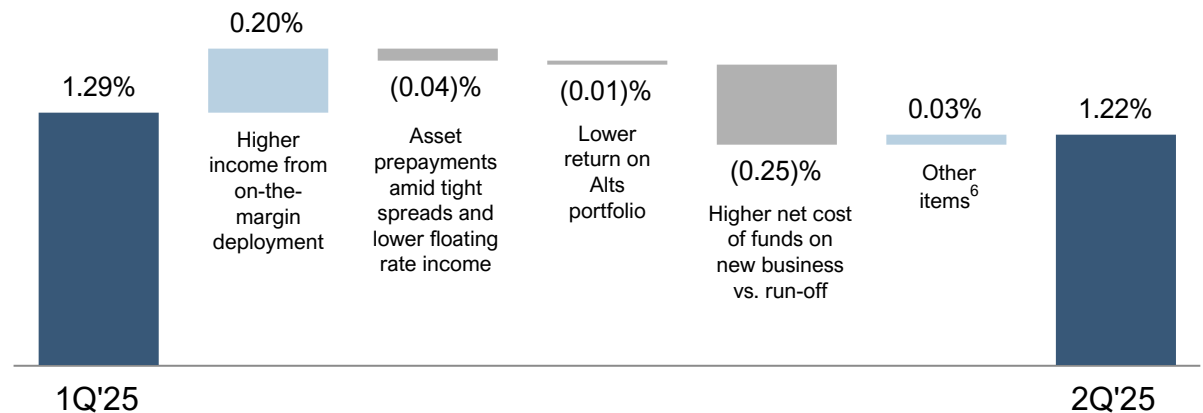 1.29%
0.20%
Higher
income from
on-the-
margin
deployment
(0.04)%
Asset
prepayments
amid tight
spreads and
lower floating
rate income
(0.01)%
Lower
return on
Alts
portfolio
(0.25)%
Higher net cost
of funds on
new business
vs. run-off
0.03%
Other
items⁶
1.22%
1Q'25
2Q'25